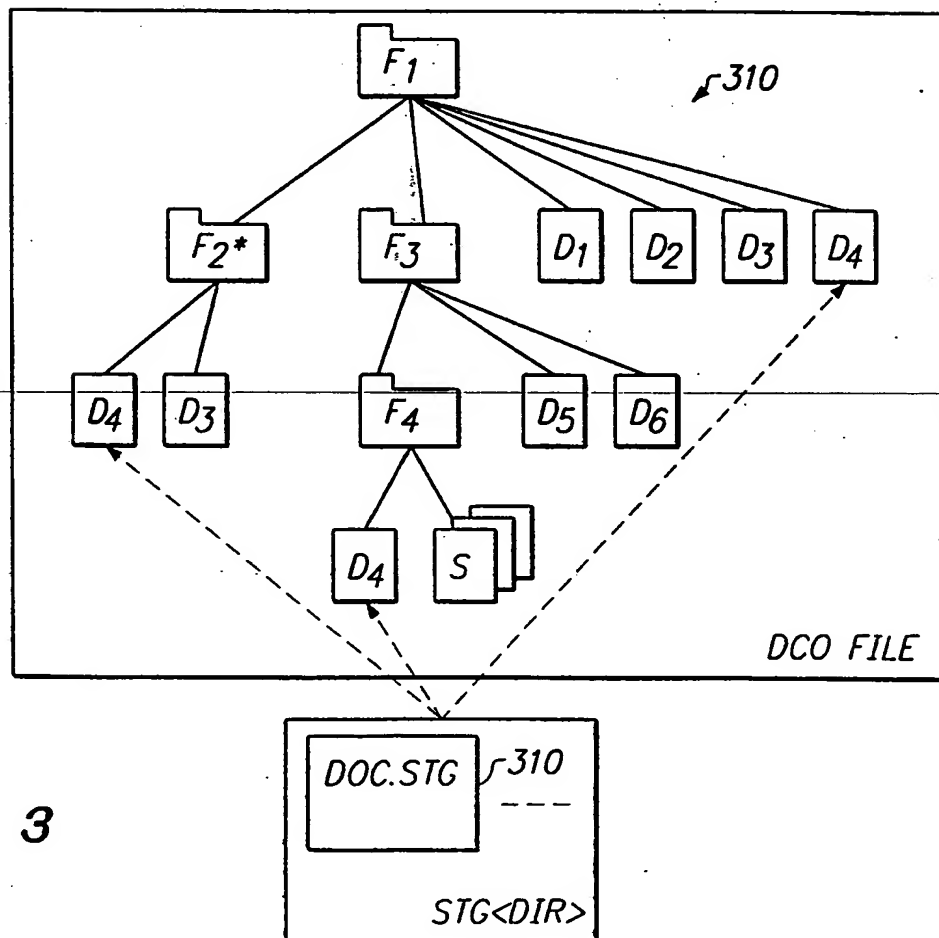 F1
310
F2* F3 D1 D2 D3 D4
D4 D3 F4 D5 D6
D4 S
DCO FILE
DOC.STG 310
3
STG<DIR>